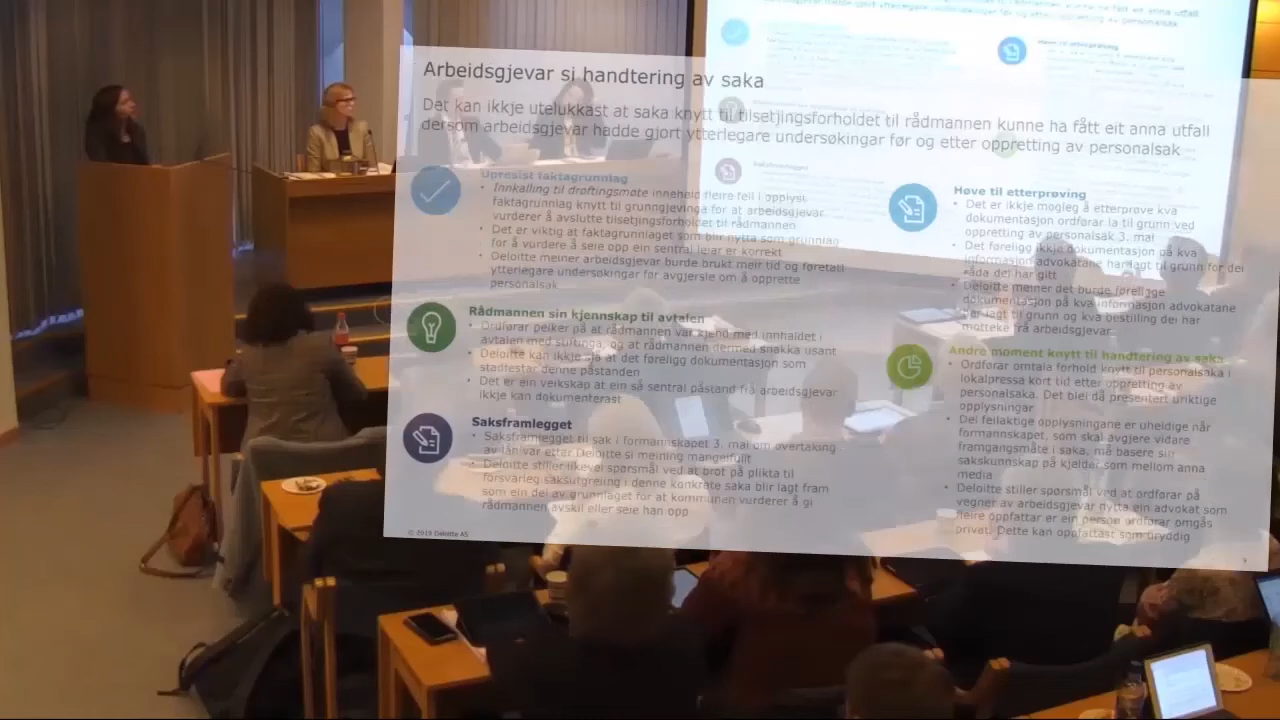 Arbeidsgjevar si handtering av saka
Det kan ikkje utelukkast at saka knytt til tilsetjingsforholdet til rådmannen kunne ha fått eit anna utfall
dersom arbeidsgjevar hadde gjort ytterlegare undersøkingar før og etter oppretting av personalsak
Upresist faktagrunnlag
• Innkalling til drøftingsmøte inneheld fleire feil i opplyst
faktagrunnlag knytt til grunngjevinga for at arbeidsgjevar
vurderer å avslutte tilsetjingsforholdet til rådmannen
• Det er viktig at faktagrunnlaget som blir nytta som grunnlag
for å vurdere å seie opp ein sentral leiar er korrekt
• Deloitte meiner arbeidsgjevar burde brukt meir tid og føretatt
ytterlegare undersøkingar før avgjersle om å opprette
personalsak
Rådmannen sin kjennskap til avtalen
• Ordførar peiker på at rådmannen var kjend med innhaldet i
avtalen med stiftinga, og at rådmannen dermed snakka usant
• Deloitte kan ikkje sjå at det føreligg dokumentasjon som
stadfestar denne påstanden
• Det er ein veikskap at ein så sentral påstand frå arbeidsgjevar
ikkje kan dokumenterast
Saksframlegget
• Saksframlegget til sak i formannskapet 3. mai om overtaking
av lån var etter Deloitte si meining mangelfullt
• Deloitte stiller likevel spørsmål ved at brot på plikta til
forsvarleg saksutgreiing i denne konkrete saka blir lagt fram
som ein del av grunnlaget for at kommunen vurderer å gi
rådmannen avskil eller seie han opp
Høve til etterprøving
• Det er ikkje mogleg å etterprøve kva
dokumentasjon ordførar la til grunn ved
oppretting av personalsak 3. mai
• Det føreligg ikkje dokumentasjon på kva
informasjon advokatane har lagt til grunn for dei
råda dei har gitt
• Deloitte meiner det burde føreligge
dokumentasjon på kva informasjon advokatane
har lagt til grunn og kva bestilling dei har
motteke frå arbeidsgjevar
Andre moment knytt til handtering av saka
• Ordførar omtala forhold knytt til personalsaka i
lokalpressa kort tid etter oppretting av
personalsaka. Det blei då presentert uriktige
opplysningar
• Dei feilaktige opplysningane er uheldige når
formannskapet, som skal avgjere vidare
framgangsmåte i saka, må basere sin
sakskunnskap på kjelder som mellom anna
media
• Deloitte stiller spørsmål ved at ordførar på
vegner av arbeidsgjevar nytta ein advokat som
fleire oppfattar er ein person ordførar omgås
privat. Dette kan oppfattast som uryddig
© 2019 Deloitte AS